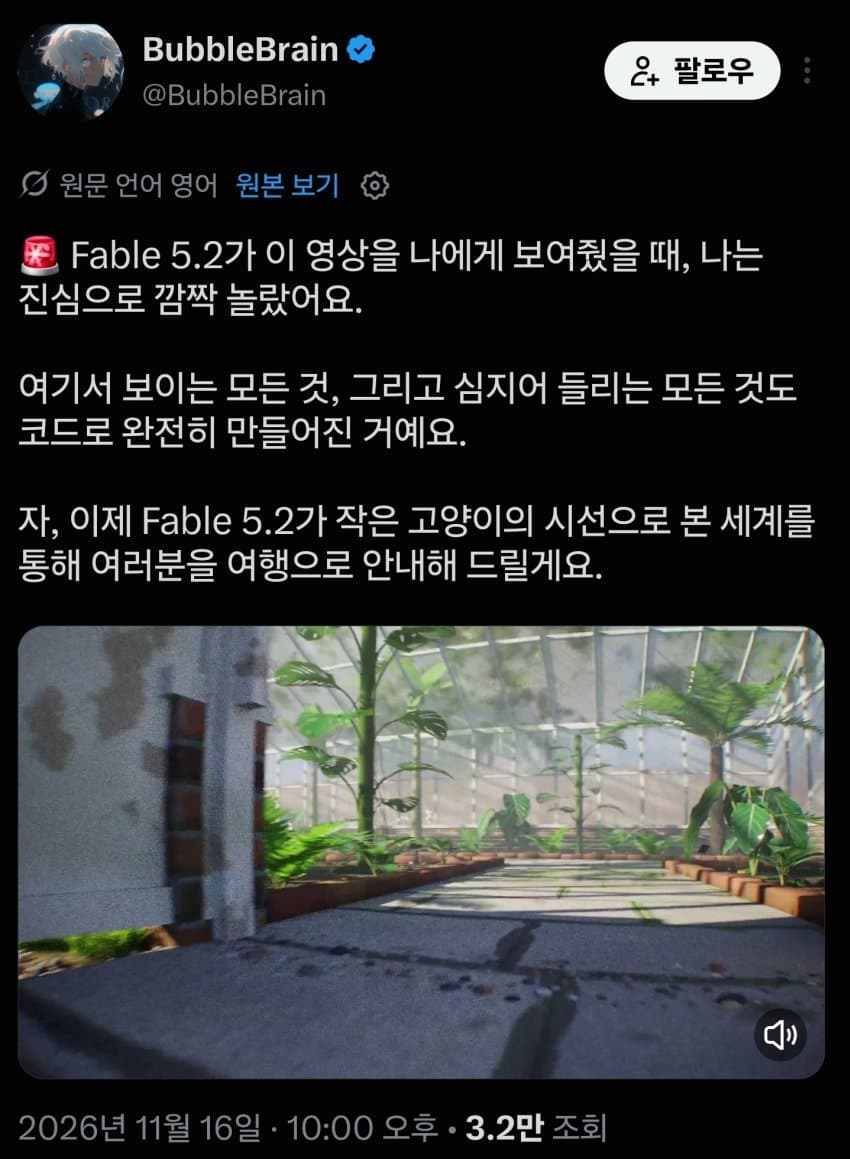 BubbleBrain
@BubbleBrain
팔로우
원문 언어 영어 원본 보기
Fable 5.2가 이 영상을 나에게 보여줬을 때, 나는
진심으로 깜짝 놀랐어요.
여기서 보이는 모든 것, 그리고 심지어 들리는 모든 것도
코드로 완전히 만들어진 거예요.
자, 이제 Fable 5.2가 작은 고양이의 시선으로 본 세계를
통해 여러분을 여행으로 안내해 드릴게요.
2026년 11월 16일 · 10:00 오후 • 3.2만 조회